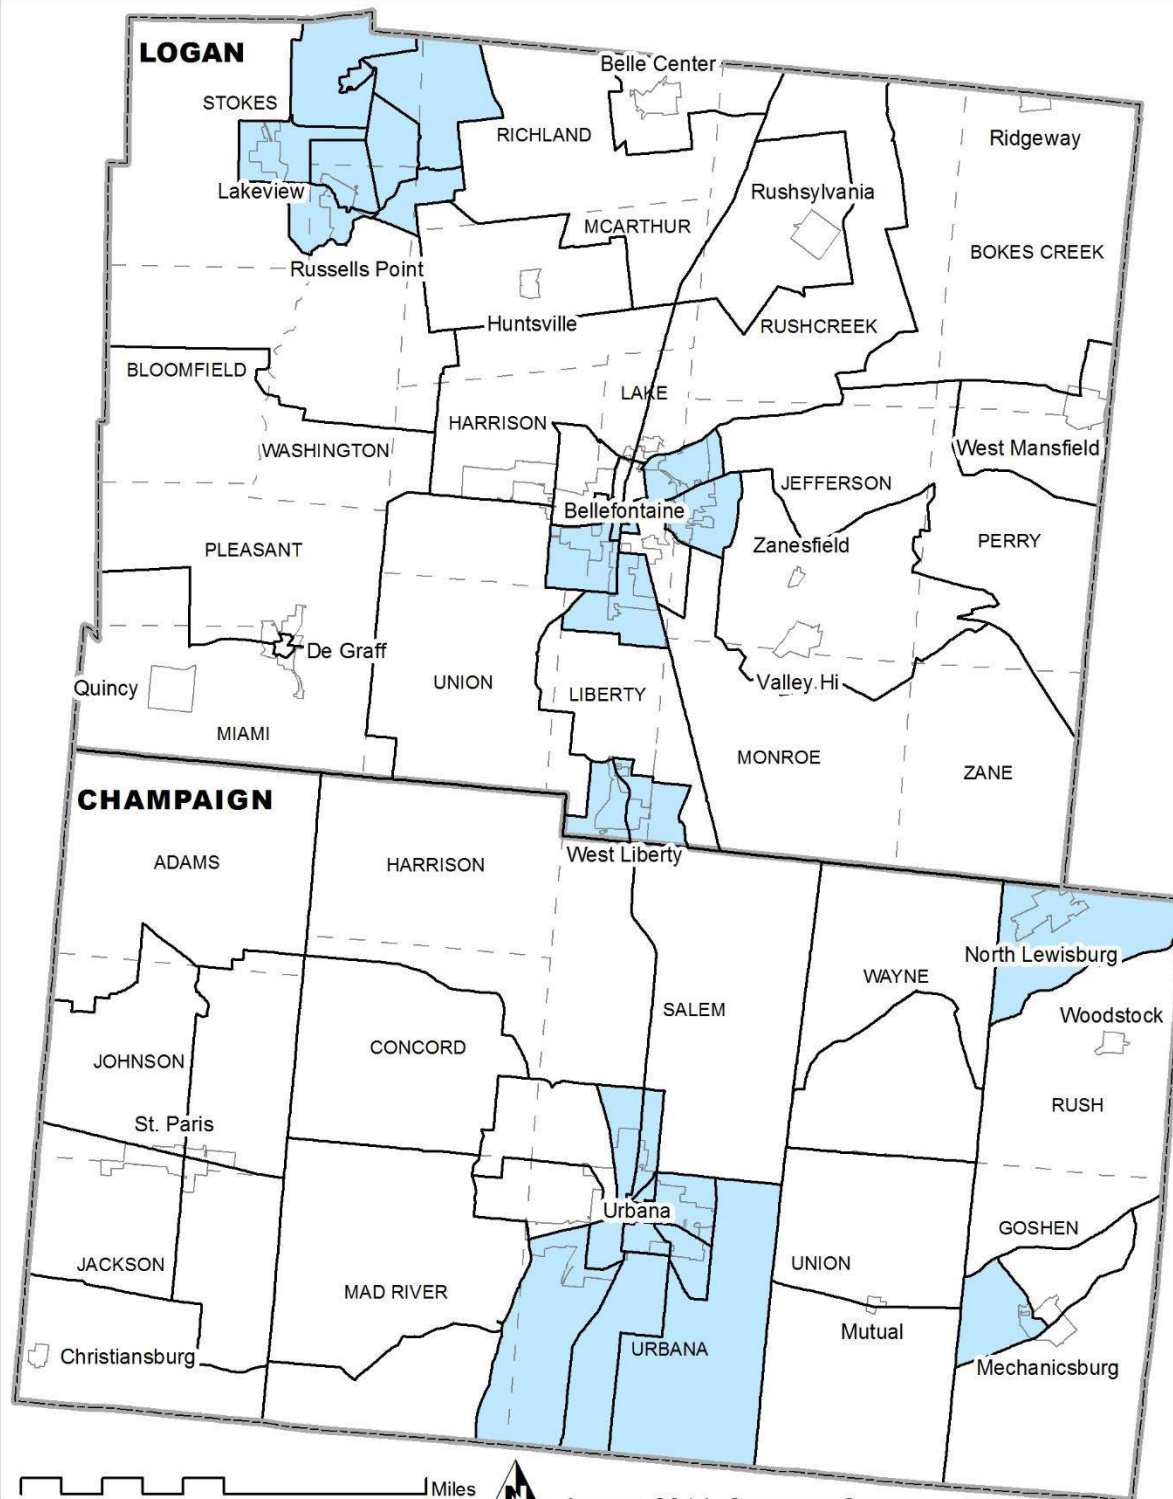 LOGAN
Belle Center
STOKES
RICHLAND
Ridgeway
Lakeview
Rushsylvania
MCARTHUR
BOKES CREEK
Russells Point
Huntsville
RUSHCREEK
BLOOMFIELD
LAKE
HARRISON
WASHINGTON
West Mansfield
JEFFERSON
Bellefontaine
PLEASANT
Zanesfield
PERRY
De Graff
Quincy
UNION
LIBERTY
Valley Hi
MIAMI
MONROE
ZANE
CHAMPAIGN
ADAMS
HARRISON
West Liberty
North Lewisburg
WAYNE
SALEM
Woodstock
JOHNSON
CONCORD
RUSH
St. Paris
Urbana
GOSHEN
JACKSON
UNION
MAD RIVER
Mutual
URBANA
Christiansburg
Mechanicsburg
Miles
N